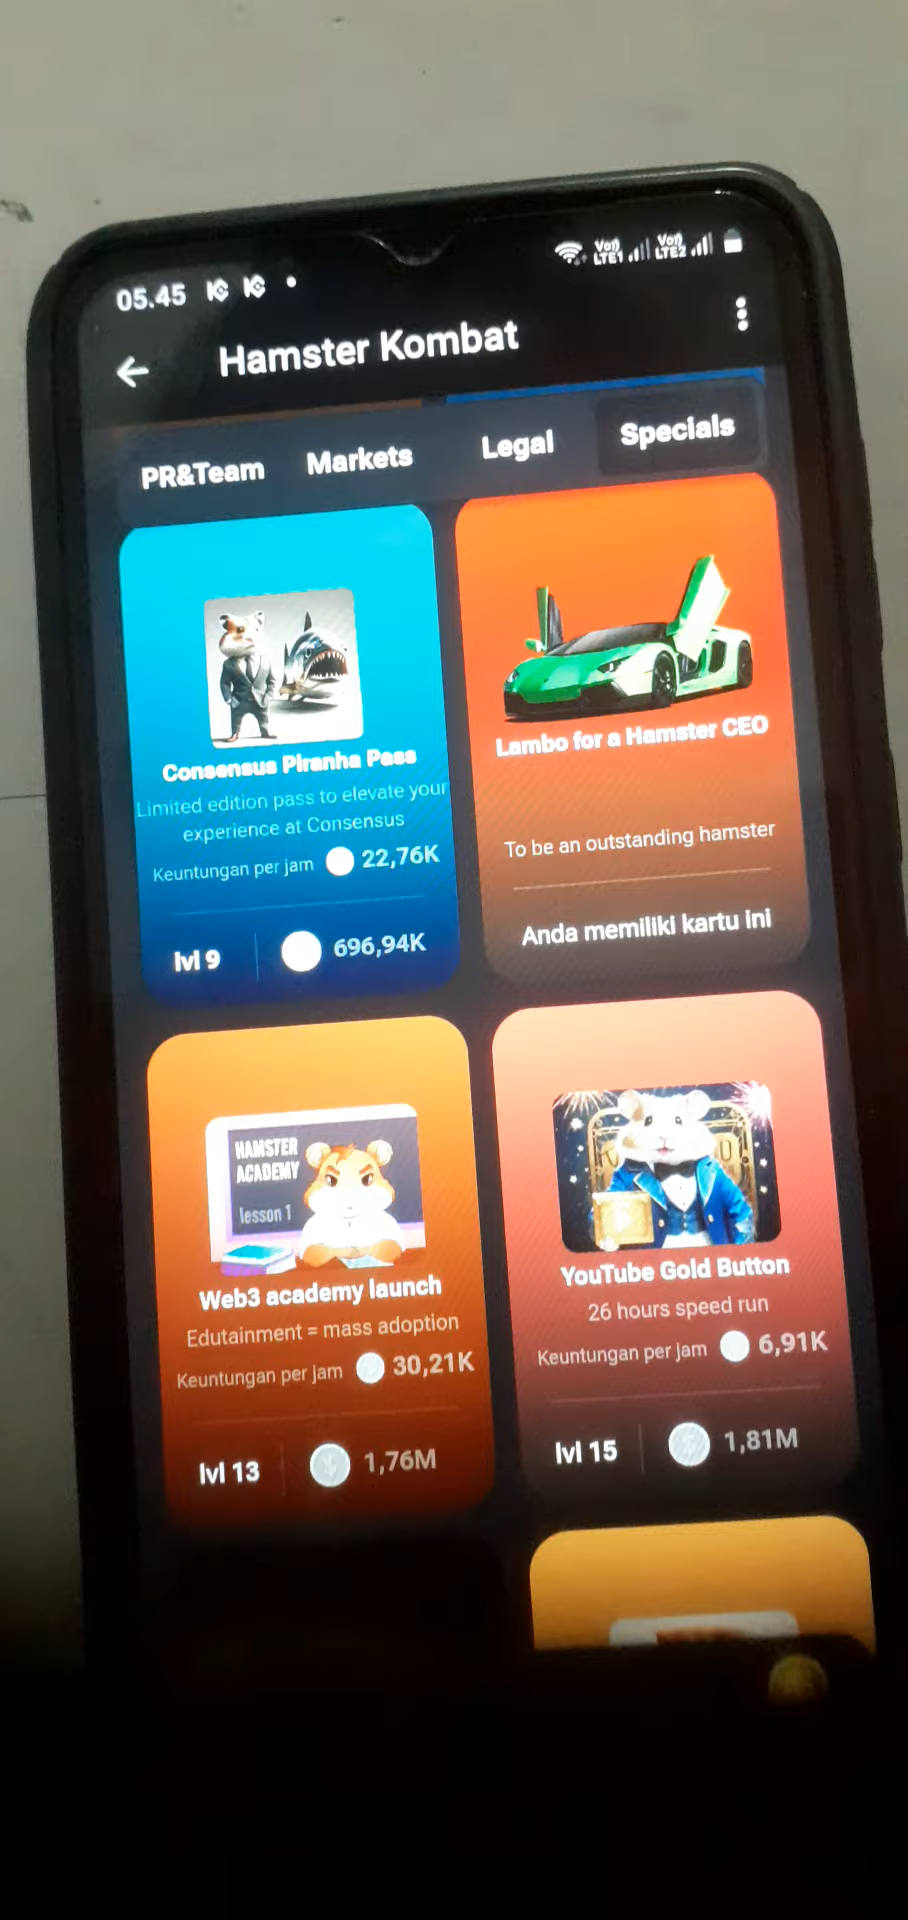 05.45
Vo))
LTE1
Vo))
LTE2
Hamster Kombat
PR&Team
Markets
Legal
Specials
Consensus Piranha Pass
Limited edition pass to elevate your
experience at Consensus
Keuntungan per jam 22,76K
lvl 9 696,94K
Lambo for a Hamster CEO
To be an outstanding hamster
Anda memiliki kartu ini
HAMSTER
ACADEMY
lesson 1
Web3 academy launch
Edutainment = mass adoption
Keuntungan per jam 30,21K
lvl 13 1,76M
YouTube Gold Button
26 hours speed run
Keuntungan per jam 6,91K
lvl 15 1,81M